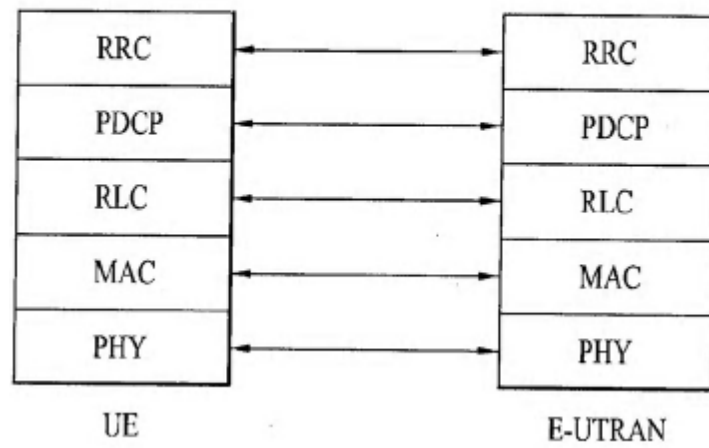 RRC RRC
PDCP PDCP
RLC RLC
MAC MAC
PHY PHY
UE E-UTRAN